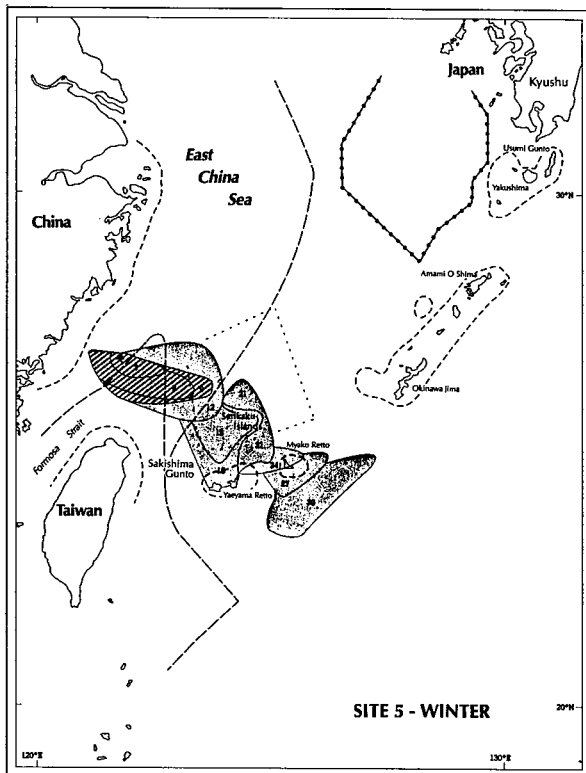 Japan
Kyushu
Usumi Gunto
Yakushima
30°N
East
China
Sea
China
Amami O Shima
Okinawa Jima
Formosa Strait
Senkaku
Islands
Myako Retto
Sakishima
Gunto
Yaeyama Retto
Taiwan
SITE 5 - WINTER
20°N
120°E
130°E